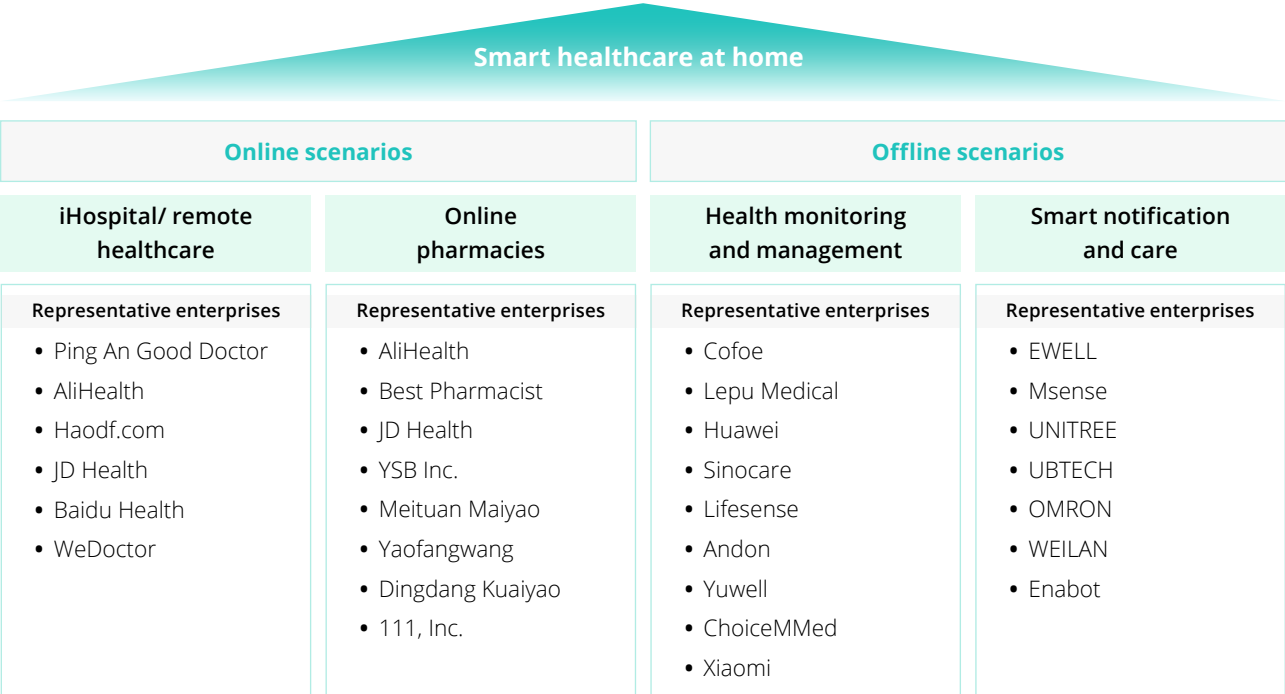 Smart healthcare at home
Online scenarios
Offline scenarios
iHospital/ remote
healthcare
Online
pharmacies
Health monitoring
and management
Smart notification
and care
Representative enterprises
• Ping An Good Doctor
• AliHealth
• Haodf.com
• JD Health
• Baidu Health
• WeDoctor
Representative enterprises
• AliHealth
• Best Pharmacist
• JD Health
• YSB Inc.
• Meituan Maiyao
• Yaofangwang
• Dingdang Kuaiyao
• 111, Inc.
Representative enterprises
• Cofoe
• Lepu Medical
• Huawei
• Sinocare
• Lifesense
• Andon
• Yuwell
• ChoiceMMed
• Xiaomi
Representative enterprises
• EWELL
• Msense
• UNITREE
• UBTECH
• OMRON
• WEILAN
• Enabot